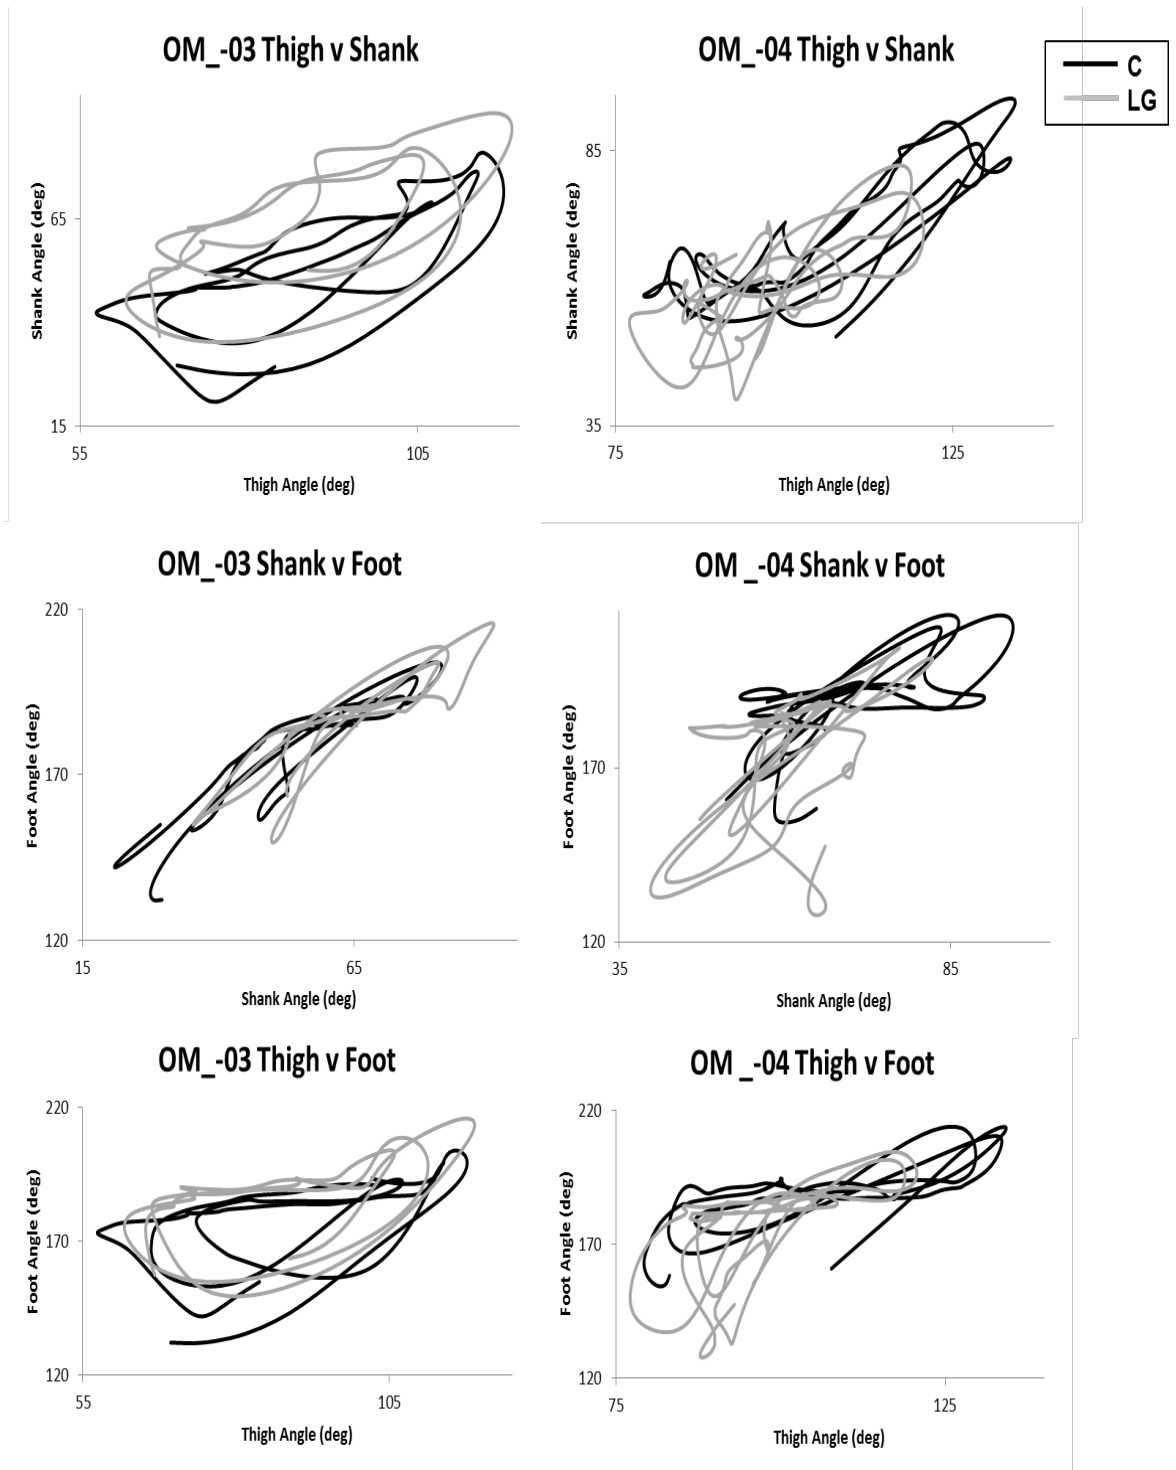 OM_-03 Thigh v Shank
OM_-04 Thigh v Shank
C
LG
Shank Angle (deg)
65
15
55
105
Thigh Angle (deg)
Shank Angle (deg)
85
35
75
125
Thigh Angle (deg)
OM_-03 Shank v Foot
OM _-04 Shank v Foot
Foot Angle (deg)
220
170
120
15
65
Shank Angle (deg)
Foot Angle (deg)
170
120
35
85
Shank Angle (deg)
OM_-03 Thigh v Foot
OM _-04 Thigh v Foot
Foot Angle (deg)
220
170
120
55
105
Thigh Angle (deg)
Foot Angle (deg)
220
170
120
75
125
Thigh Angle (deg)